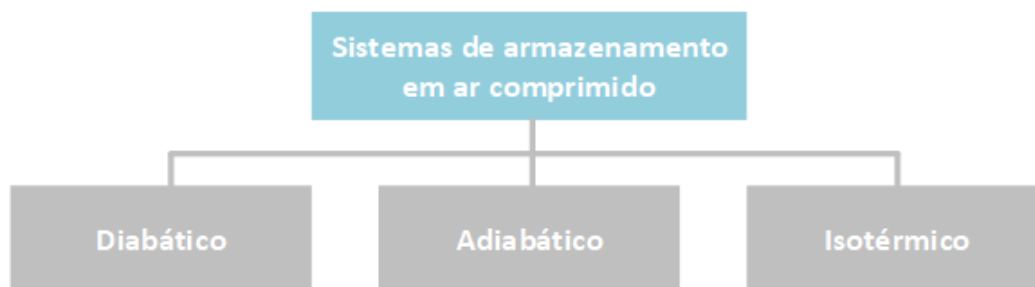 Sistemas de armazenamento
em ar comprimido
Diabático
Adiabático
Isotérmico